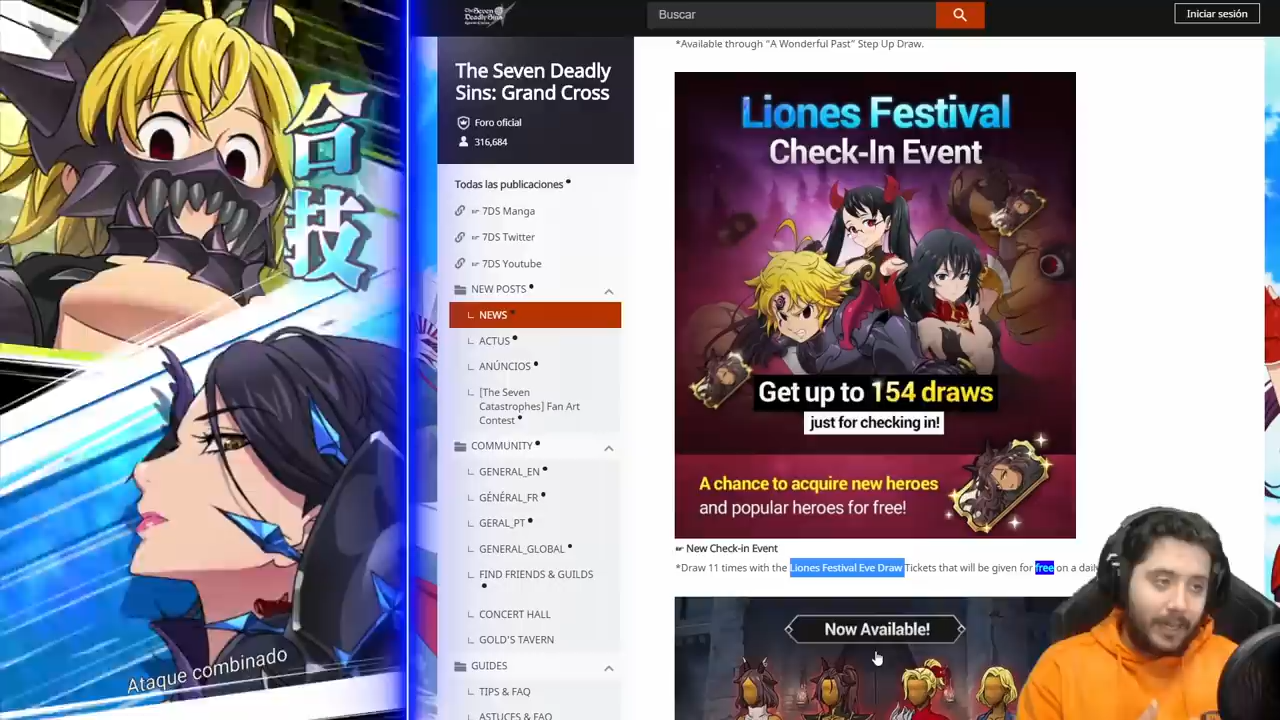 合技
Ataque combinado
The Seven
Deadly Sins
Buscar
Iniciar sesión
The Seven Deadly
Sins: Grand Cross
Foro oficial
316,684
Todas las publicaciones
☞ 7DS Manga
☞ 7DS Twitter
☞ 7DS Youtube
NEW POSTS
NEWS
ACTUS
ANÚNCIOS
[The Seven
Catastrophes] Fan Art
Contest
COMMUNITY
GENERAL_EN
GÉNÉRAL_FR
GERAL_PT
GENERAL_GLOBAL
FIND FRIENDS & GUILDS
CONCERT HALL
GOLD'S TAVERN
GUIDES
TIPS & FAQ
ASTUCES & FAQ
*Available through "A Wonderful Past" Step Up Draw.
Liones Festival
Check-In Event
Get up to 154 draws
just for checking in!
A chance to acquire new heroes
and popular heroes for free!
☞ New Check-in Event
*Draw 11 times with the Liones Festival Eve Draw Tickets that will be given for free on a daily
Now Available!